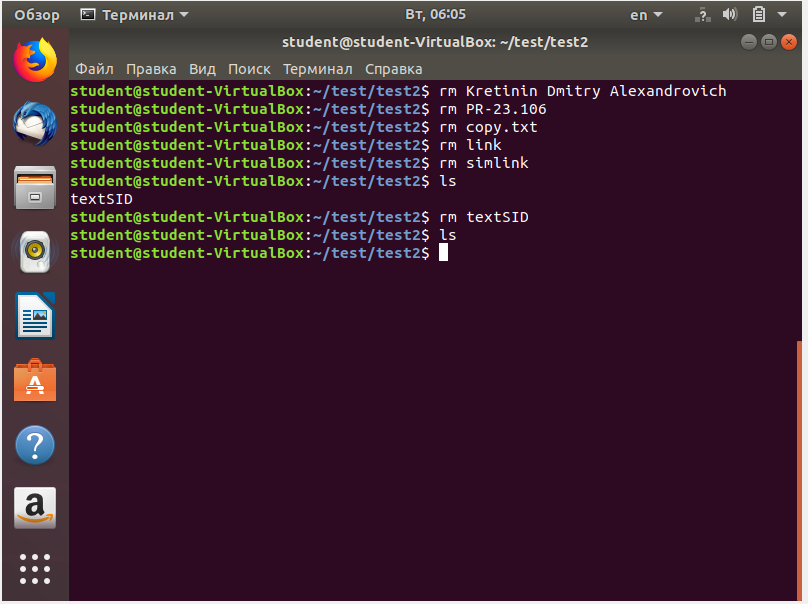 Обзор Терминал Вт, 06:05 en
student@student-VirtualBox: ~/test/test2
Файл Правка Вид Поиск Терминал Справка
student@student-VirtualBox:~/test/test2$ rm Kretinin Dmitry Alexandrovich
student@student-VirtualBox:~/test/test2$ rm PR-23.106
student@student-VirtualBox:~/test/test2$ rm copy.txt
student@student-VirtualBox:~/test/test2$ rm link
student@student-VirtualBox:~/test/test2$ rm simlink
student@student-VirtualBox:~/test/test2$ ls
textSID
student@student-VirtualBox:~/test/test2$ rm textSID
student@student-VirtualBox:~/test/test2$ ls
student@student-VirtualBox:~/test/test2$